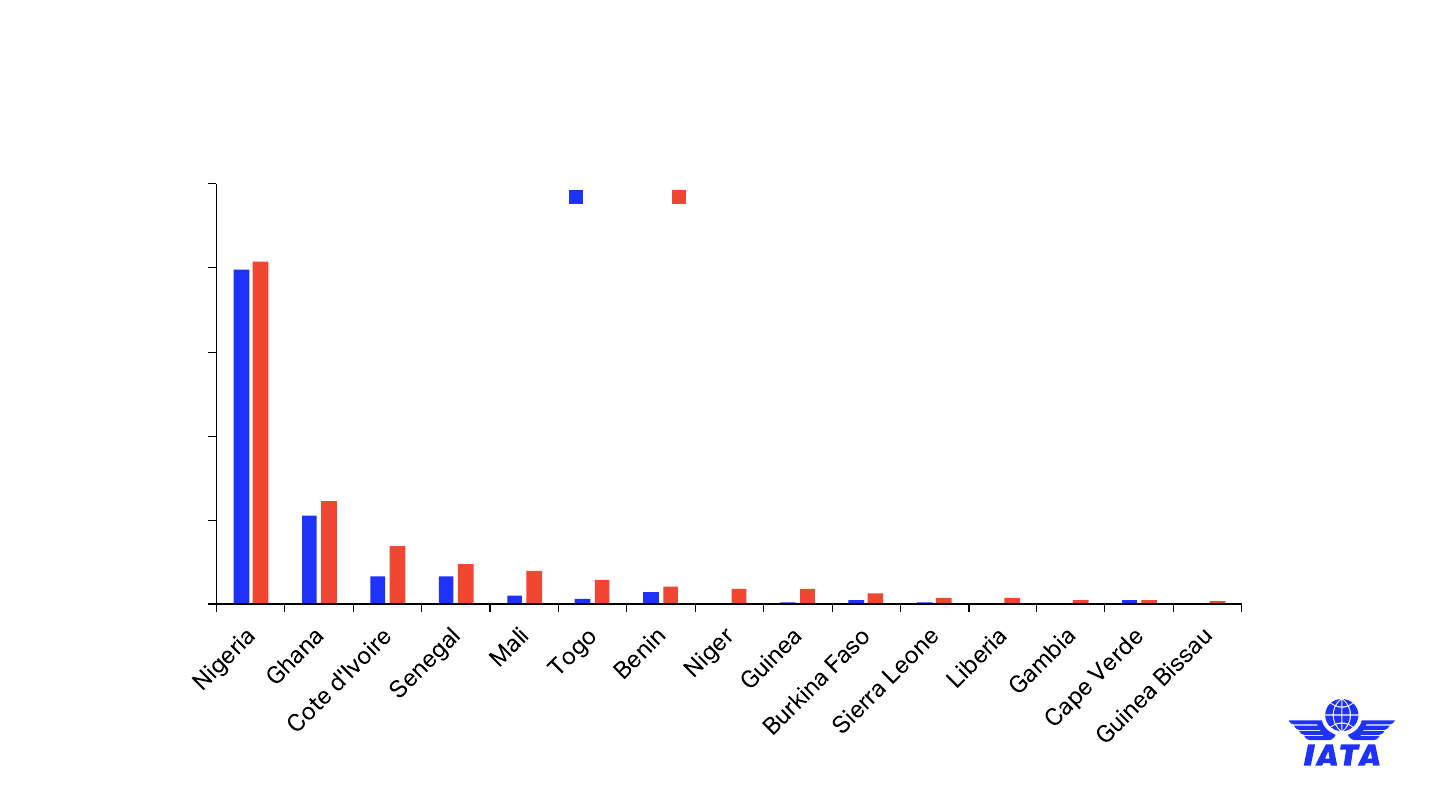 Nigeria
Ghana
Cote d'Ivoire
Senegal
Mali
Togo
Benin
Niger
Guinea
Burkina Faso
Sierra Leone
Liberia
Gambia
Cape Verde
Guinea Bissau
IATA